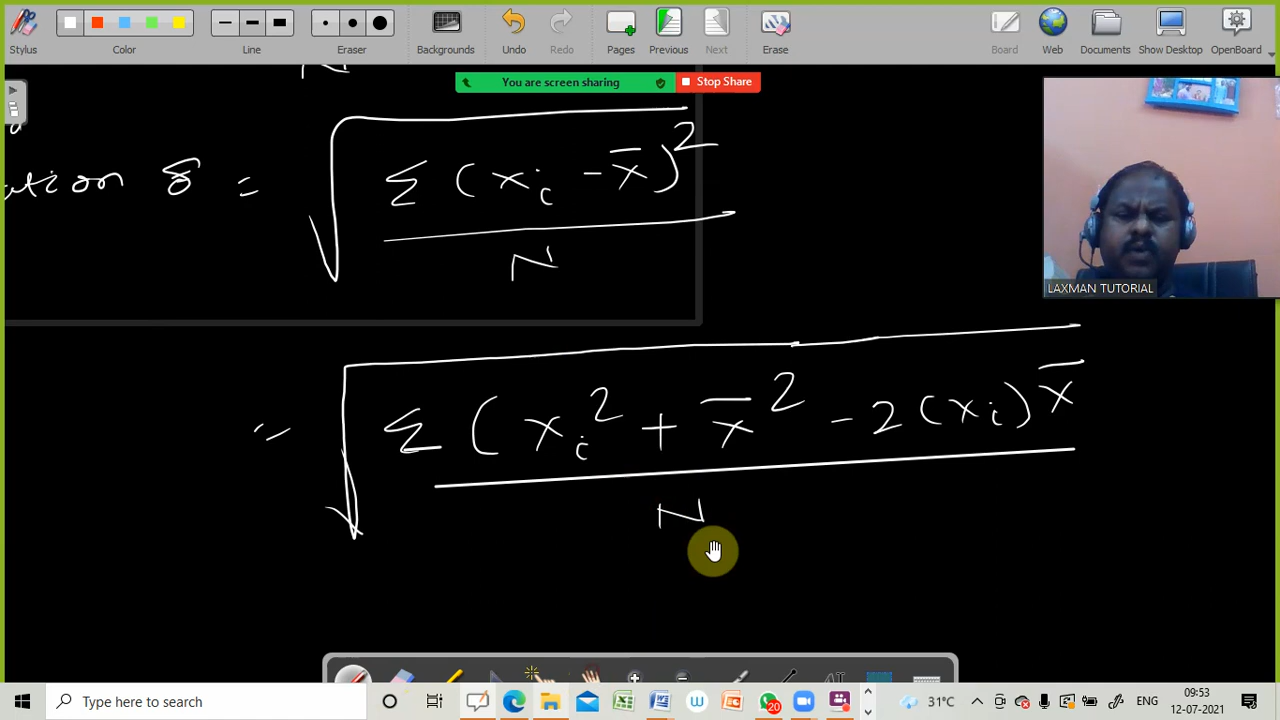 Stylus
Color
Line
Eraser
Backgrounds
Undo
Redo
Pages
Previous
Next
Erase
Board
Web
Documents
Show Desktop
OpenBoard
You are screen sharing
Stop Share
N
δ = √ Σ (xᵢ - x̄)²
N
LAXMAN TUTORIAL
= √ Σ (xᵢ² + x̄² - 2(xᵢ) x̄
N
Type here to search
20
31°C
ENG
09:53
12-07-2021